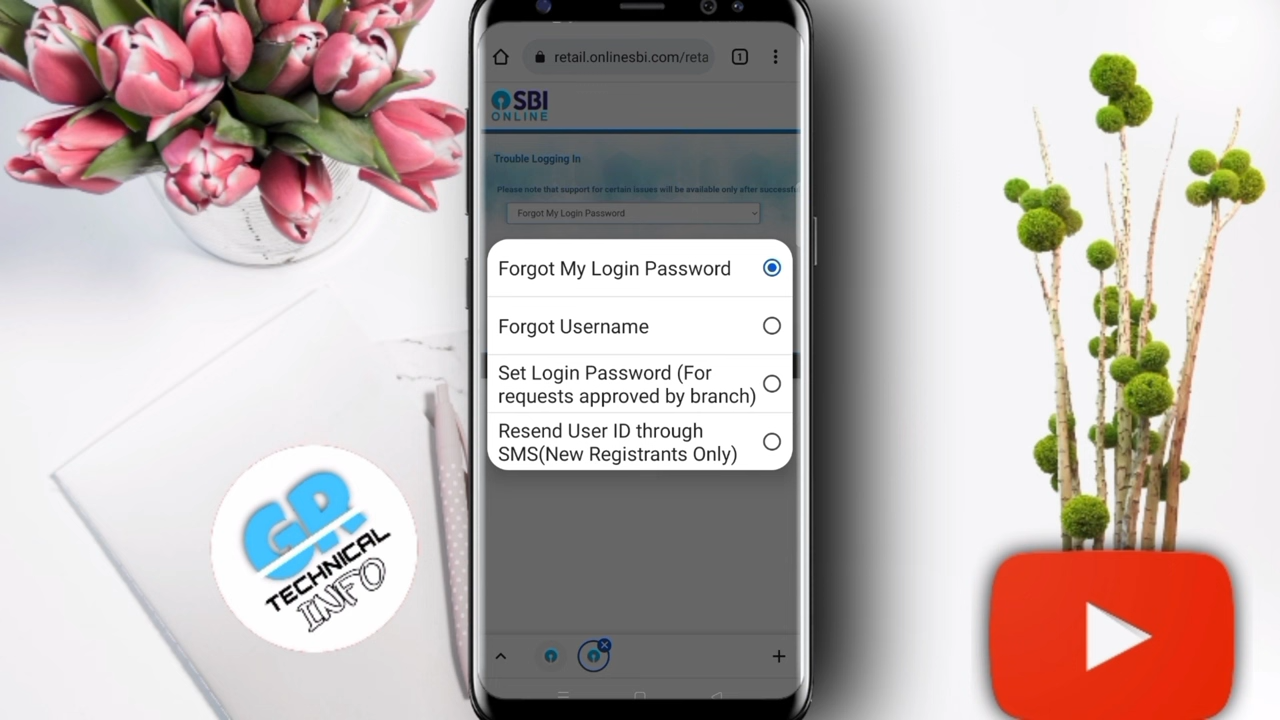 retail.onlinesbi.com/reta
1
SBI
ONLINE
Trouble Logging In
Please note that support for certain issues will be available only after successfu
Forgot My Login Password
Forgot My Login Password
Forgot Username
Set Login Password (For
requests approved by branch)
Resend User ID through
SMS(New Registrants Only)
GR
TECHNICAL
INFO